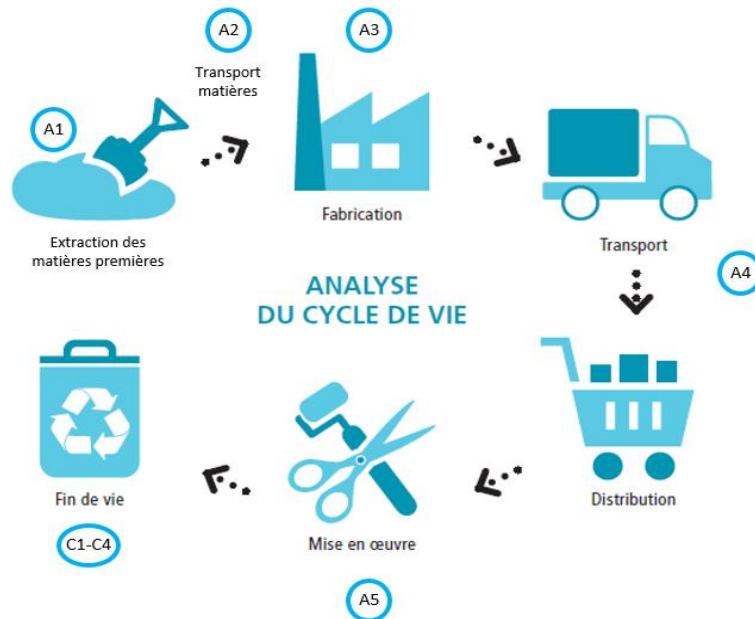 A2
Transport
matières
A3
A1
Extraction des
matières premières
Fabrication
Transport
A4
ANALYSE
DU CYCLE DE VIE
Fin de vie
C1-C4
Mise en œuvre
A5
Distribution